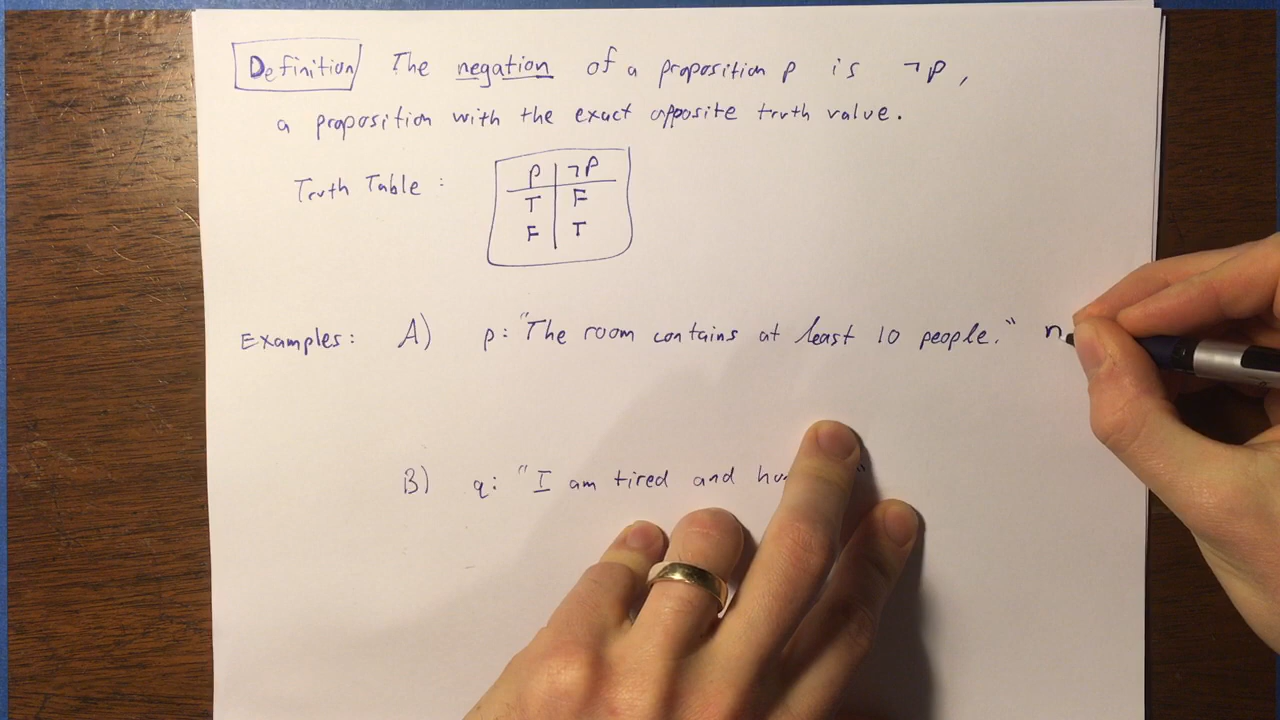 Definition The negation of a proposition p is ¬p,
a proposition with the exact opposite truth value.
Truth Table:
p ¬p
T F
F T
Examples: A) p: "The room contains at least 10 people." n
B) q: "I am tired and "